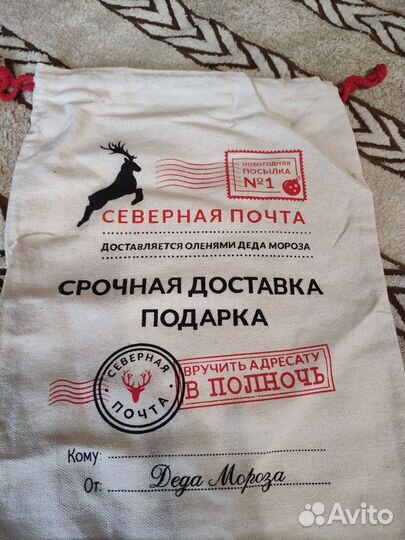 НОВОГОДНЯЯ
ПОСЫЛКА
№1
СЕВЕРНАЯ ПОЧТА
ДОСТАВЛЯЕТСЯ ОЛЕНЯМИ ДЕДА МОРОЗА
СРОЧНАЯ ДОСТАВКА
ПОДАРКА
СЕВЕРНАЯ
ПОЧТА
ВРУЧИТЬ АДРЕСАТУ
В ПОЛНОЧЬ
Кому:
От: Деда Мороза
Avito